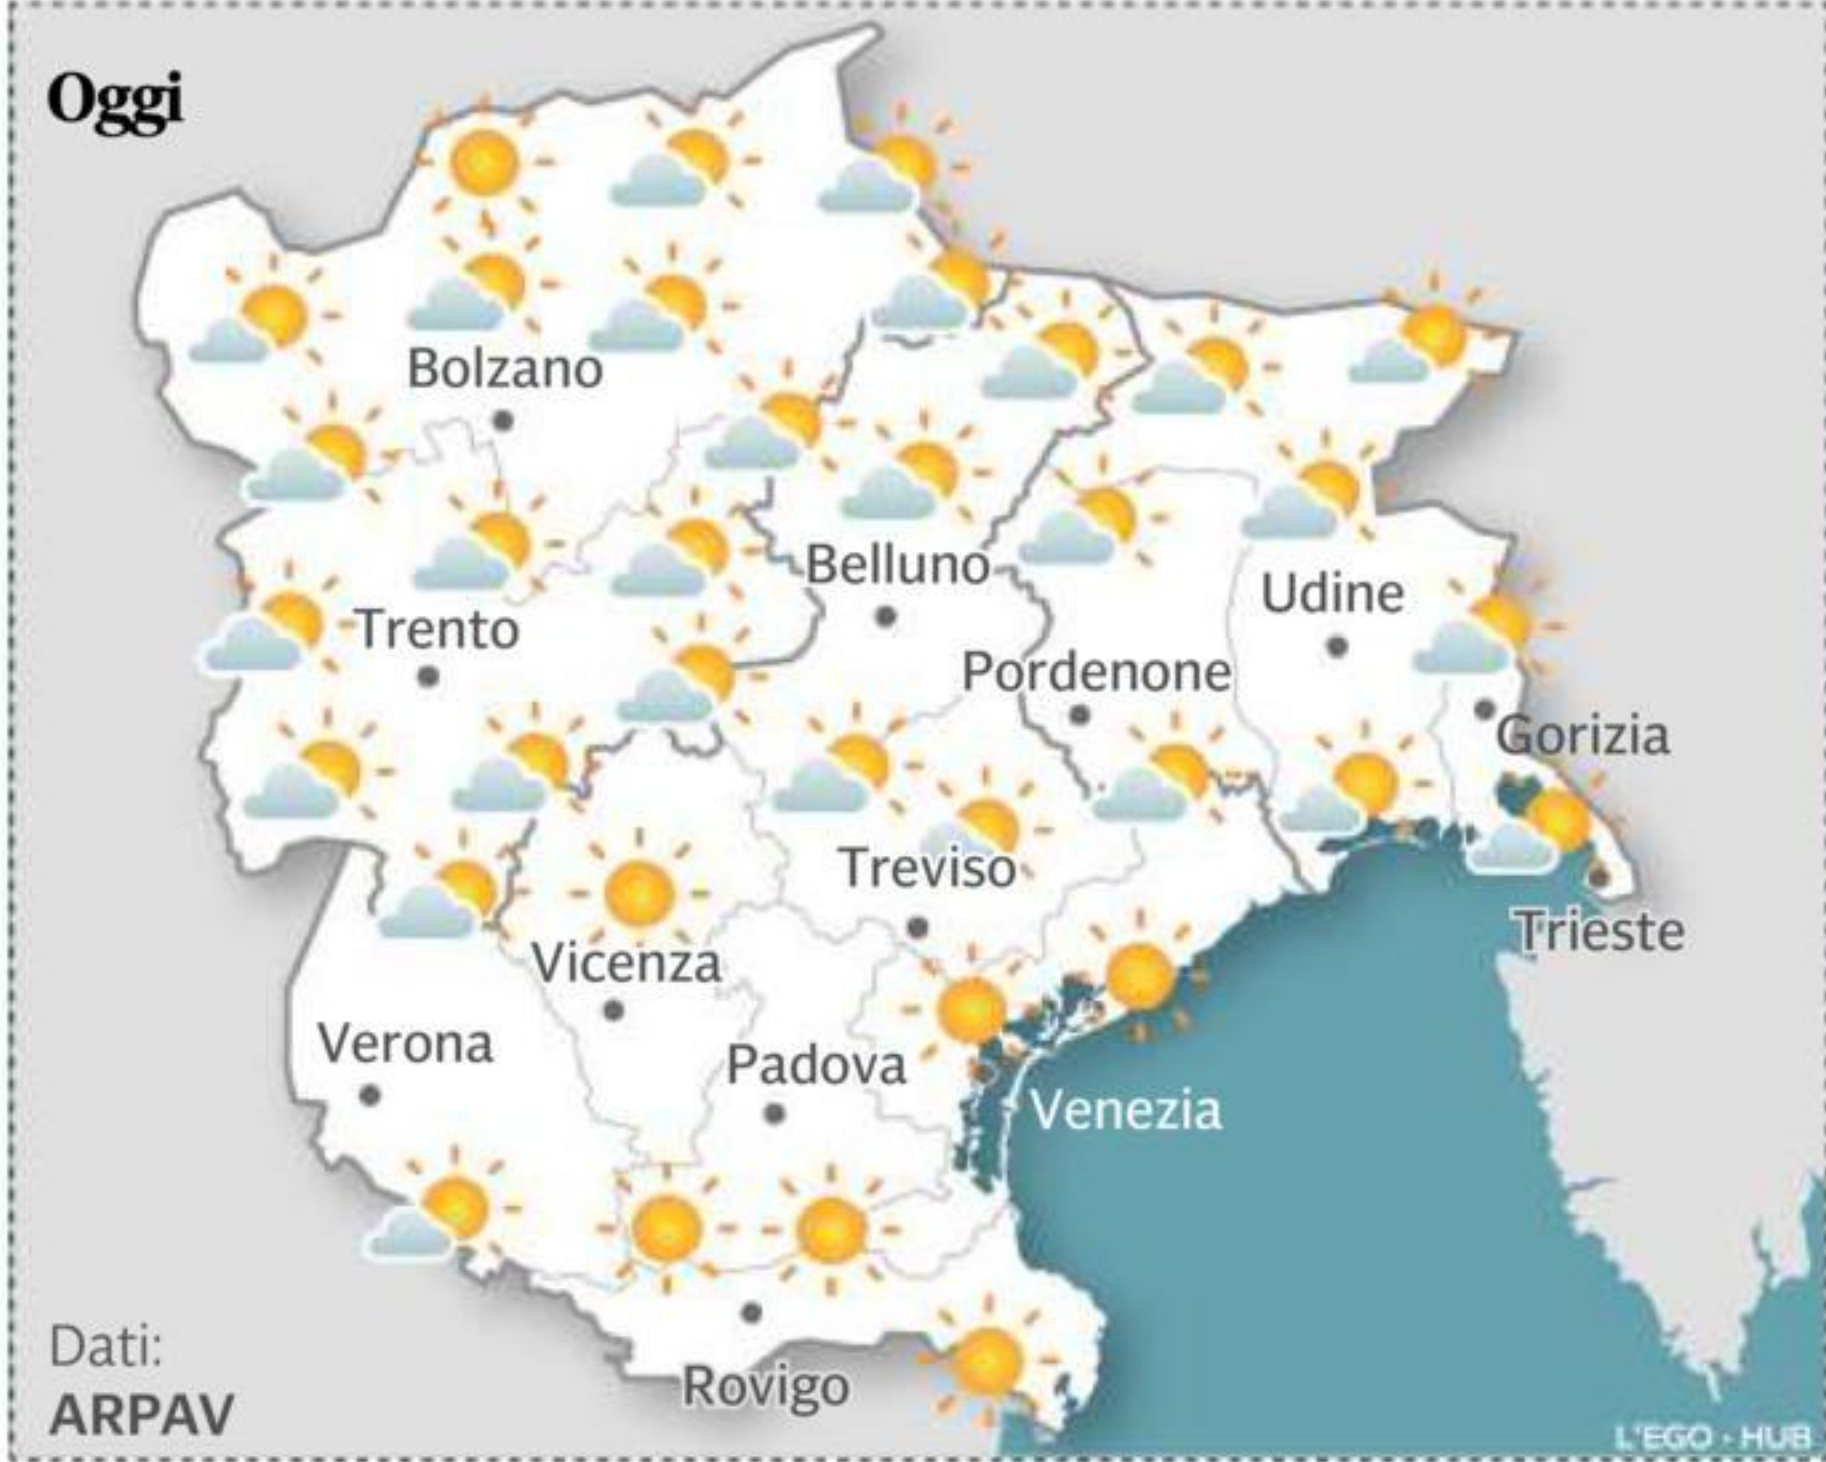 Oggi
Bolzano
Belluno
Udine
Trento
Pordenone
Gorizia
Treviso
Trieste
Vicenza
Verona
Padova
Venezia
Rovigo
Dati:
ARPAV
L'EGO - HUB